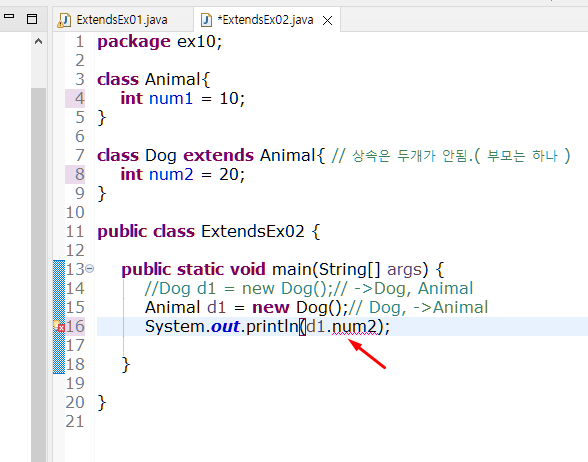 ExtendsEx01.java *ExtendsEx02.java
1 package ex10;
2
3 class Animal{
4 int num1 = 10;
5 }
6
7 class Dog extends Animal{ // 상속은 두개가 안됨.( 부모는 하나 )
8 int num2 = 20;
9 }
10
11 public class ExtendsEx02 {
12
13 public static void main(String[] args) {
14 //Dog d1 = new Dog();// ->Dog, Animal
15 Animal d1 = new Dog();// Dog, ->Animal
16 System.out.println(d1.num2);
17
18 }
19
20 }
21